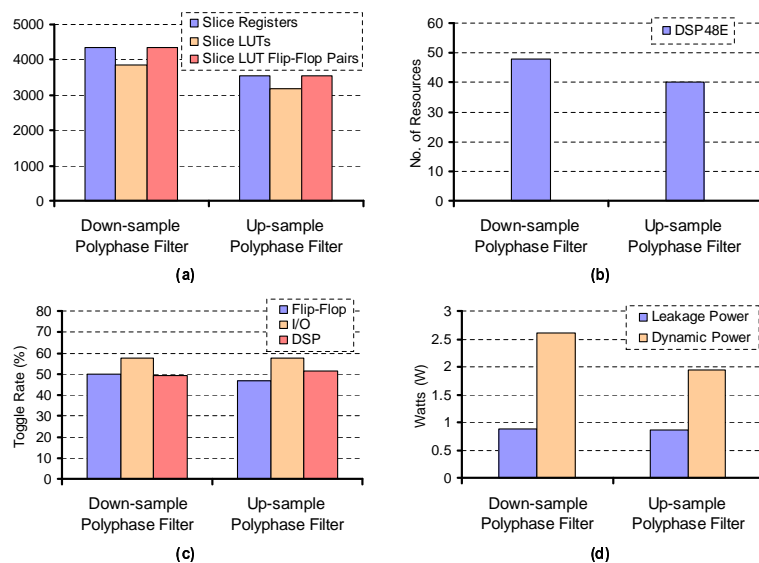 Slice Registers
Slice LUTs
Slice LUT Flip-Flop Pairs
5000
4000
3000
2000
1000
0
Down-sample
Polyphase Filter
Up-sample
Polyphase Filter
(a)
DSP48E
No. of Resources
60
50
40
30
20
10
0
Down-sample
Polyphase Filter
Up-sample
Polyphase Filter
(b)
Flip-Flop
I/O
DSP
Toggle Rate (%)
80
70
60
50
40
30
20
10
0
Down-sample
Polyphase Filter
Up-sample
Polyphase Filter
(c)
Leakage Power
Dynamic Power
Watts (W)
3
2.5
2
1.5
1
0.5
0
Down-sample
Polyphase Filter
Up-sample
Polyphase Filter
(d)